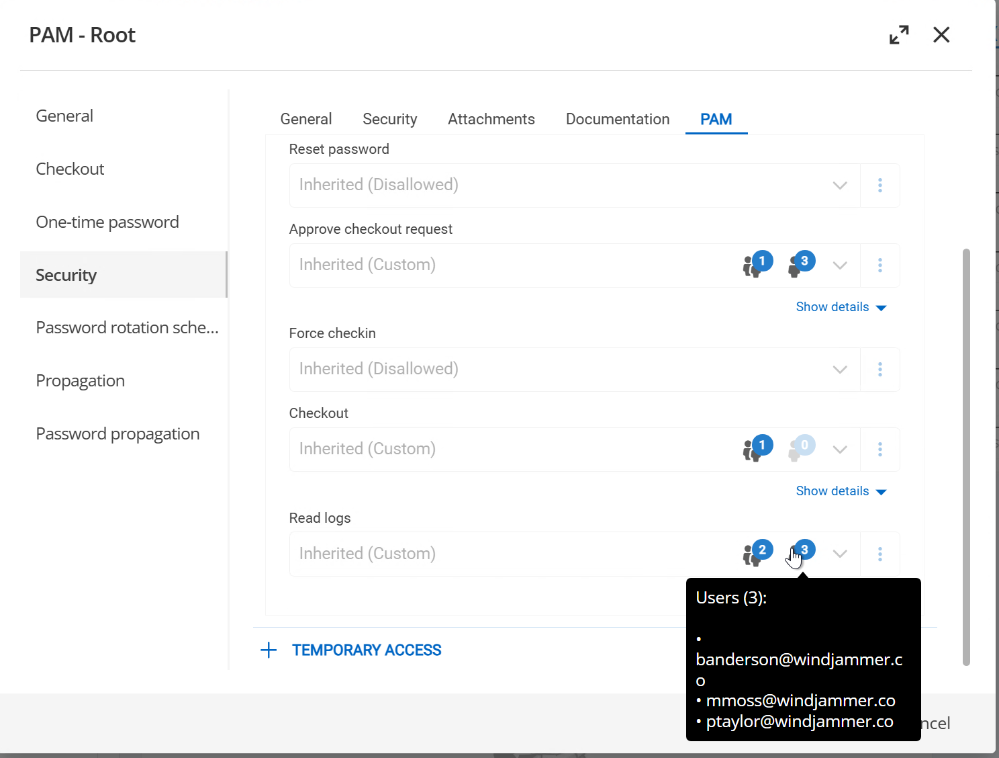 PAM - Root
General
Checkout
One-time password
Security
Password rotation sche...
Propagation
Password propagation
General Security Attachments Documentation PAM
Reset password
Inherited (Disallowed)
Approve checkout request
Inherited (Custom) 1 3
Show details
Force checkin
Inherited (Disallowed)
Checkout
Inherited (Custom) 1 0
Show details
Read logs
Inherited (Custom) 2 3
Users (3):
•
banderson@windjammer.c
o
• mmoss@windjammer.co
• ptaylor@windjammer.co
+ TEMPORARY ACCESS
ncel